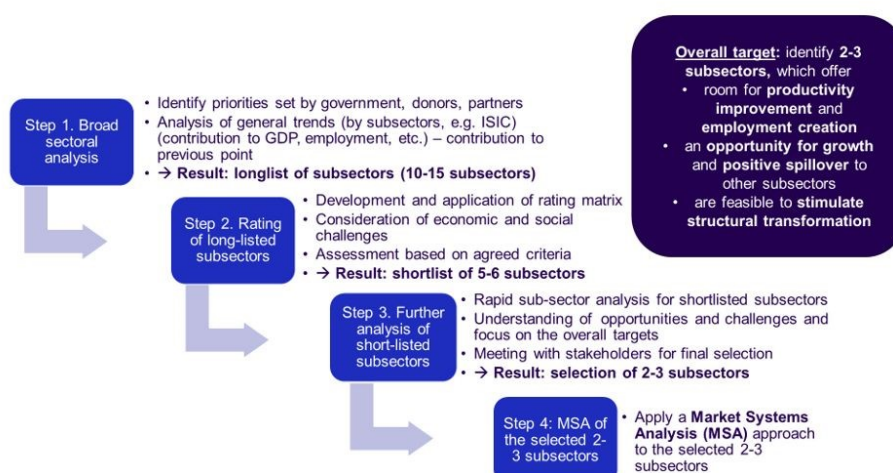 Overall target: identify 2-3
subsectors, which offer
• room for productivity
improvement and
employment creation
• an opportunity for growth
and positive spillover to
other subsectors
• are feasible to stimulate
structural transformation
Step 1. Broad
sectoral
analysis
• Identify priorities set by government, donors, partners
• Analysis of general trends (by subsectors, e.g. ISIC)
(contribution to GDP, employment, etc.) – contribution to
previous point
• → Result: longlist of subsectors (10-15 subsectors)
Step 2. Rating
of long-listed
subsectors
• Development and application of rating matrix
• Consideration of economic and social
challenges
• Assessment based on agreed criteria
• → Result: shortlist of 5-6 subsectors
Step 3. Further
analysis of
short-listed
subsectors
• Rapid sub-sector analysis for shortlisted subsectors
• Understanding of opportunities and challenges and
focus on the overall targets
• Meeting with stakeholders for final selection
• → Result: selection of 2-3 subsectors
Step 4: MSA of
the selected 2-
3 subsectors
• Apply a Market Systems
Analysis (MSA) approach
to the selected 2-3
subsectors